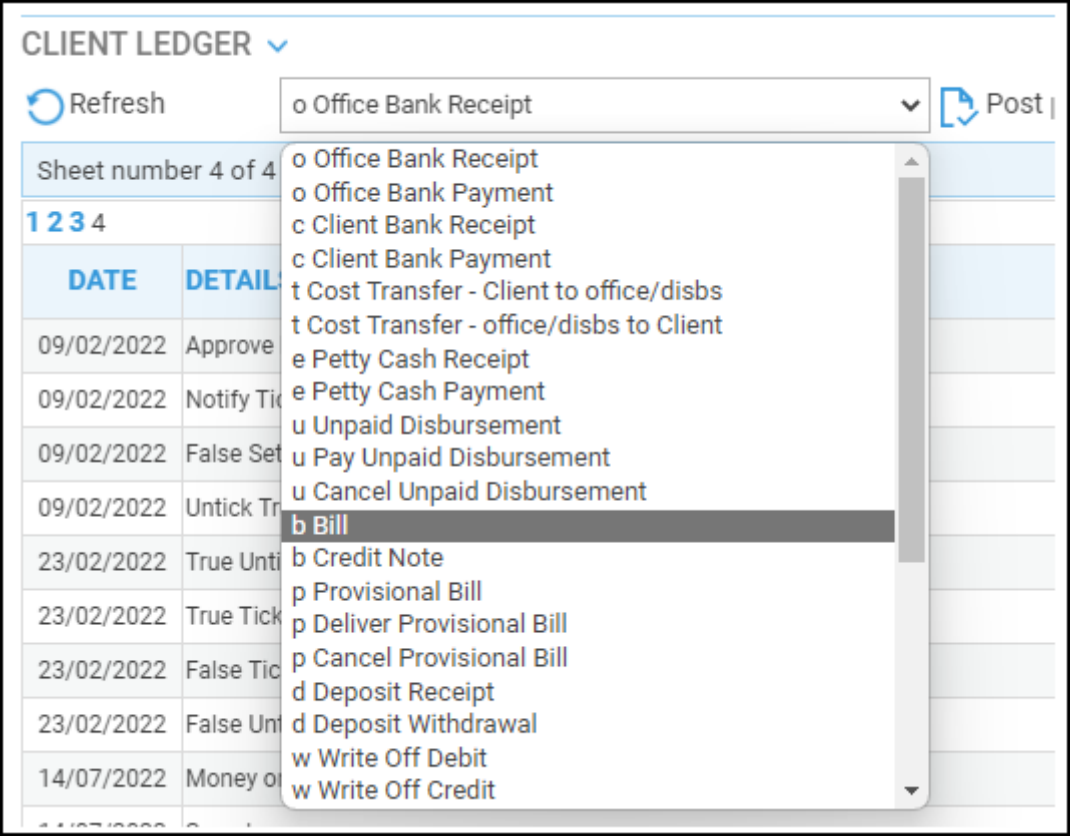 CLIENT LEDGER
Refresh
o Office Bank Receipt
Post
Sheet number 4 of 4
1 2 3 4
DATE
DETAILS
o Office Bank Receipt
o Office Bank Payment
c Client Bank Receipt
c Client Bank Payment
t Cost Transfer - Client to office/disbs
t Cost Transfer - office/disbs to Client
e Petty Cash Receipt
e Petty Cash Payment
u Unpaid Disbursement
u Pay Unpaid Disbursement
u Cancel Unpaid Disbursement
b Bill
b Credit Note
p Provisional Bill
p Deliver Provisional Bill
p Cancel Provisional Bill
d Deposit Receipt
d Deposit Withdrawal
w Write Off Debit
w Write Off Credit
09/02/2022 Approve
09/02/2022 Notify
09/02/2022 False Set
09/02/2022 Untick
23/02/2022 True
23/02/2022 True Tick
23/02/2022 False
23/02/2022 False
14/07/2022 Money